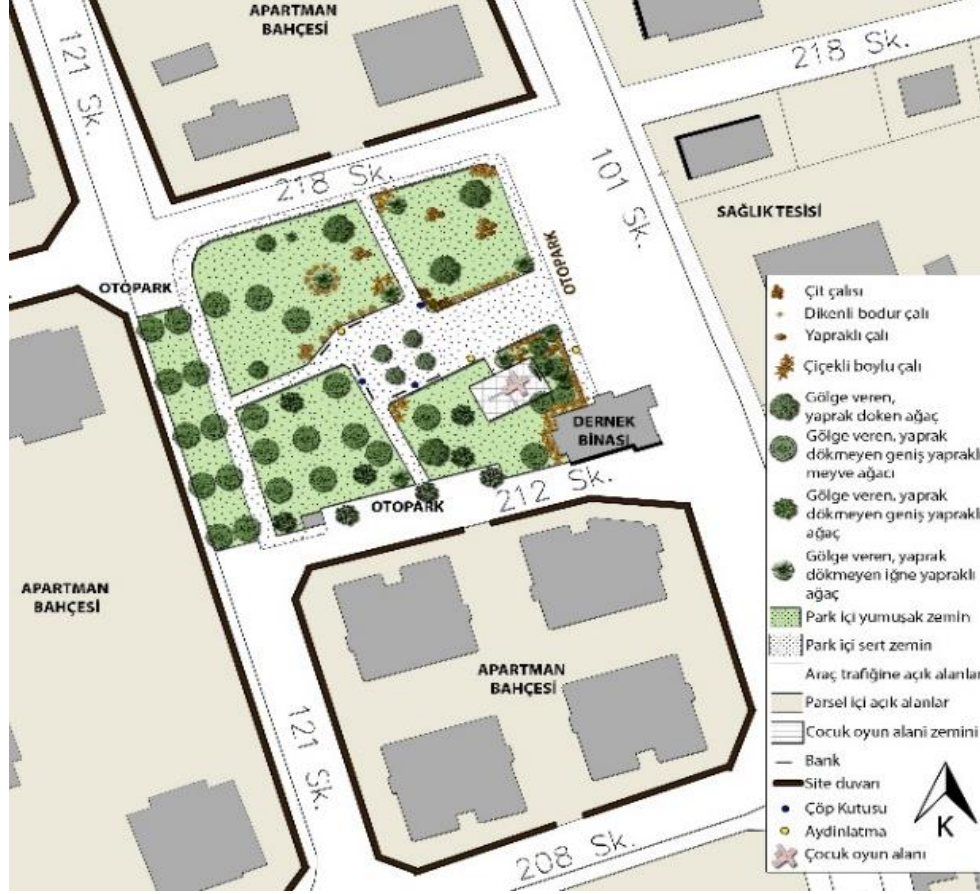 APARTMAN
BAHÇESİ
121 Sk.
218 Sk.
218 Sk.
101 Sk.
SAĞLIK TESİSİ
OTOPARK
OTOPARK
DERNEK
BİNASI
212 Sk.
OTOPARK
APARTMAN
BAHÇESİ
APARTMAN
BAHÇESİ
121 Sk.
208 Sk.
Çit çalısı
Dikenli bodur çalı
Yapraklı çalı
Çiçekli boylu çalı
Gölge veren,
yaprak doken ağaç
Gölge veren, yaprak
dökmeyen geniş yapraklı
meyve ağacı
Gölge veren, yaprak
dökmeyen geniş yapraklı
ağaç
Gölge veren, yaprak
dökmeyen iğne yapraklı
ağaç
Park içi yumuşak zemin
Park içi sert zemin
Araç trafiğine açık alanlar
Parsel içi açık alanlar
Çocuk oyun alanı zemini
Bank
Site duvarı
Çöp Kutusu
Aydinlatma
Çocuk oyun alanı
K